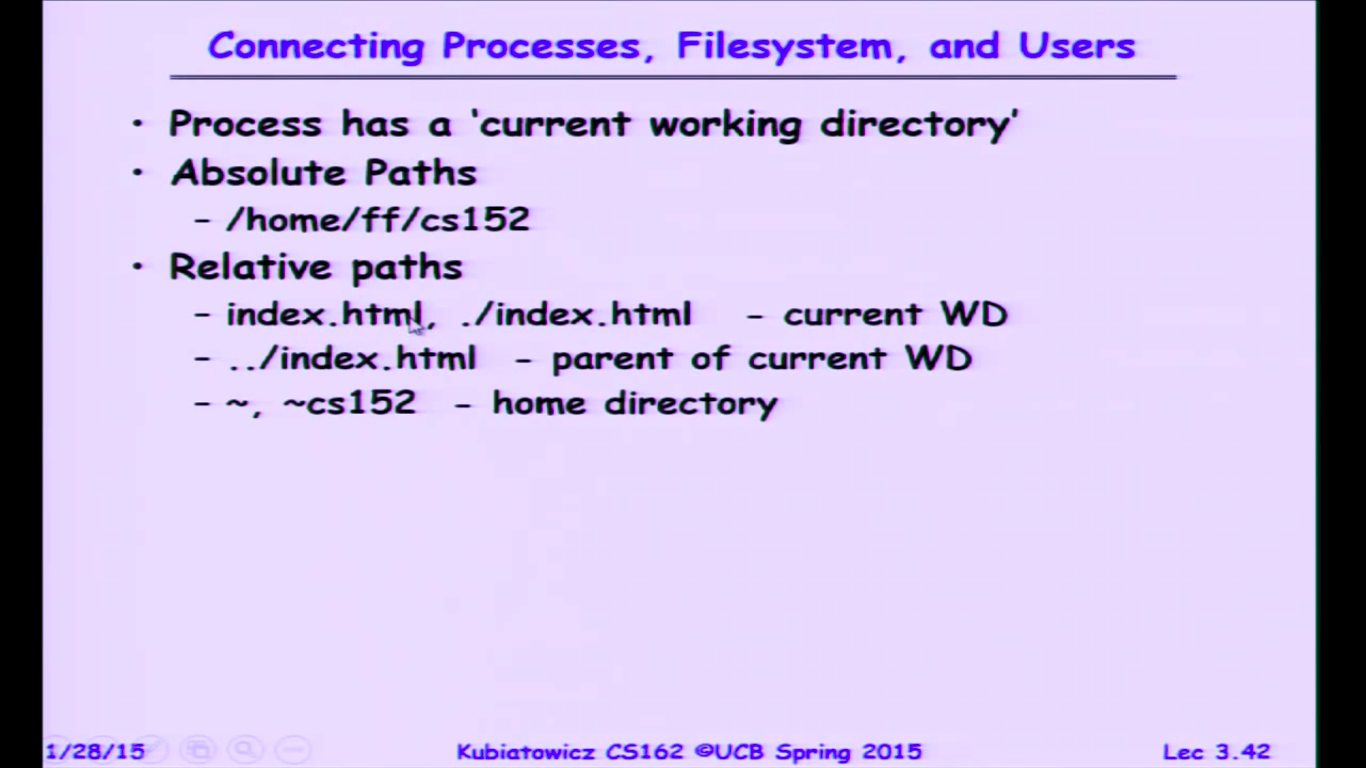 Connecting Processes, Filesystem, and Users
• Process has a ‘current working directory’
• Absolute Paths
– /home/ff/cs152
• Relative paths
– index.html, ./index.html – current WD
– ../index.html – parent of current WD
– ~, ~cs152 – home directory
1/28/15 Kubiatowicz CS162 ©UCB Spring 2015 Lec 3.42